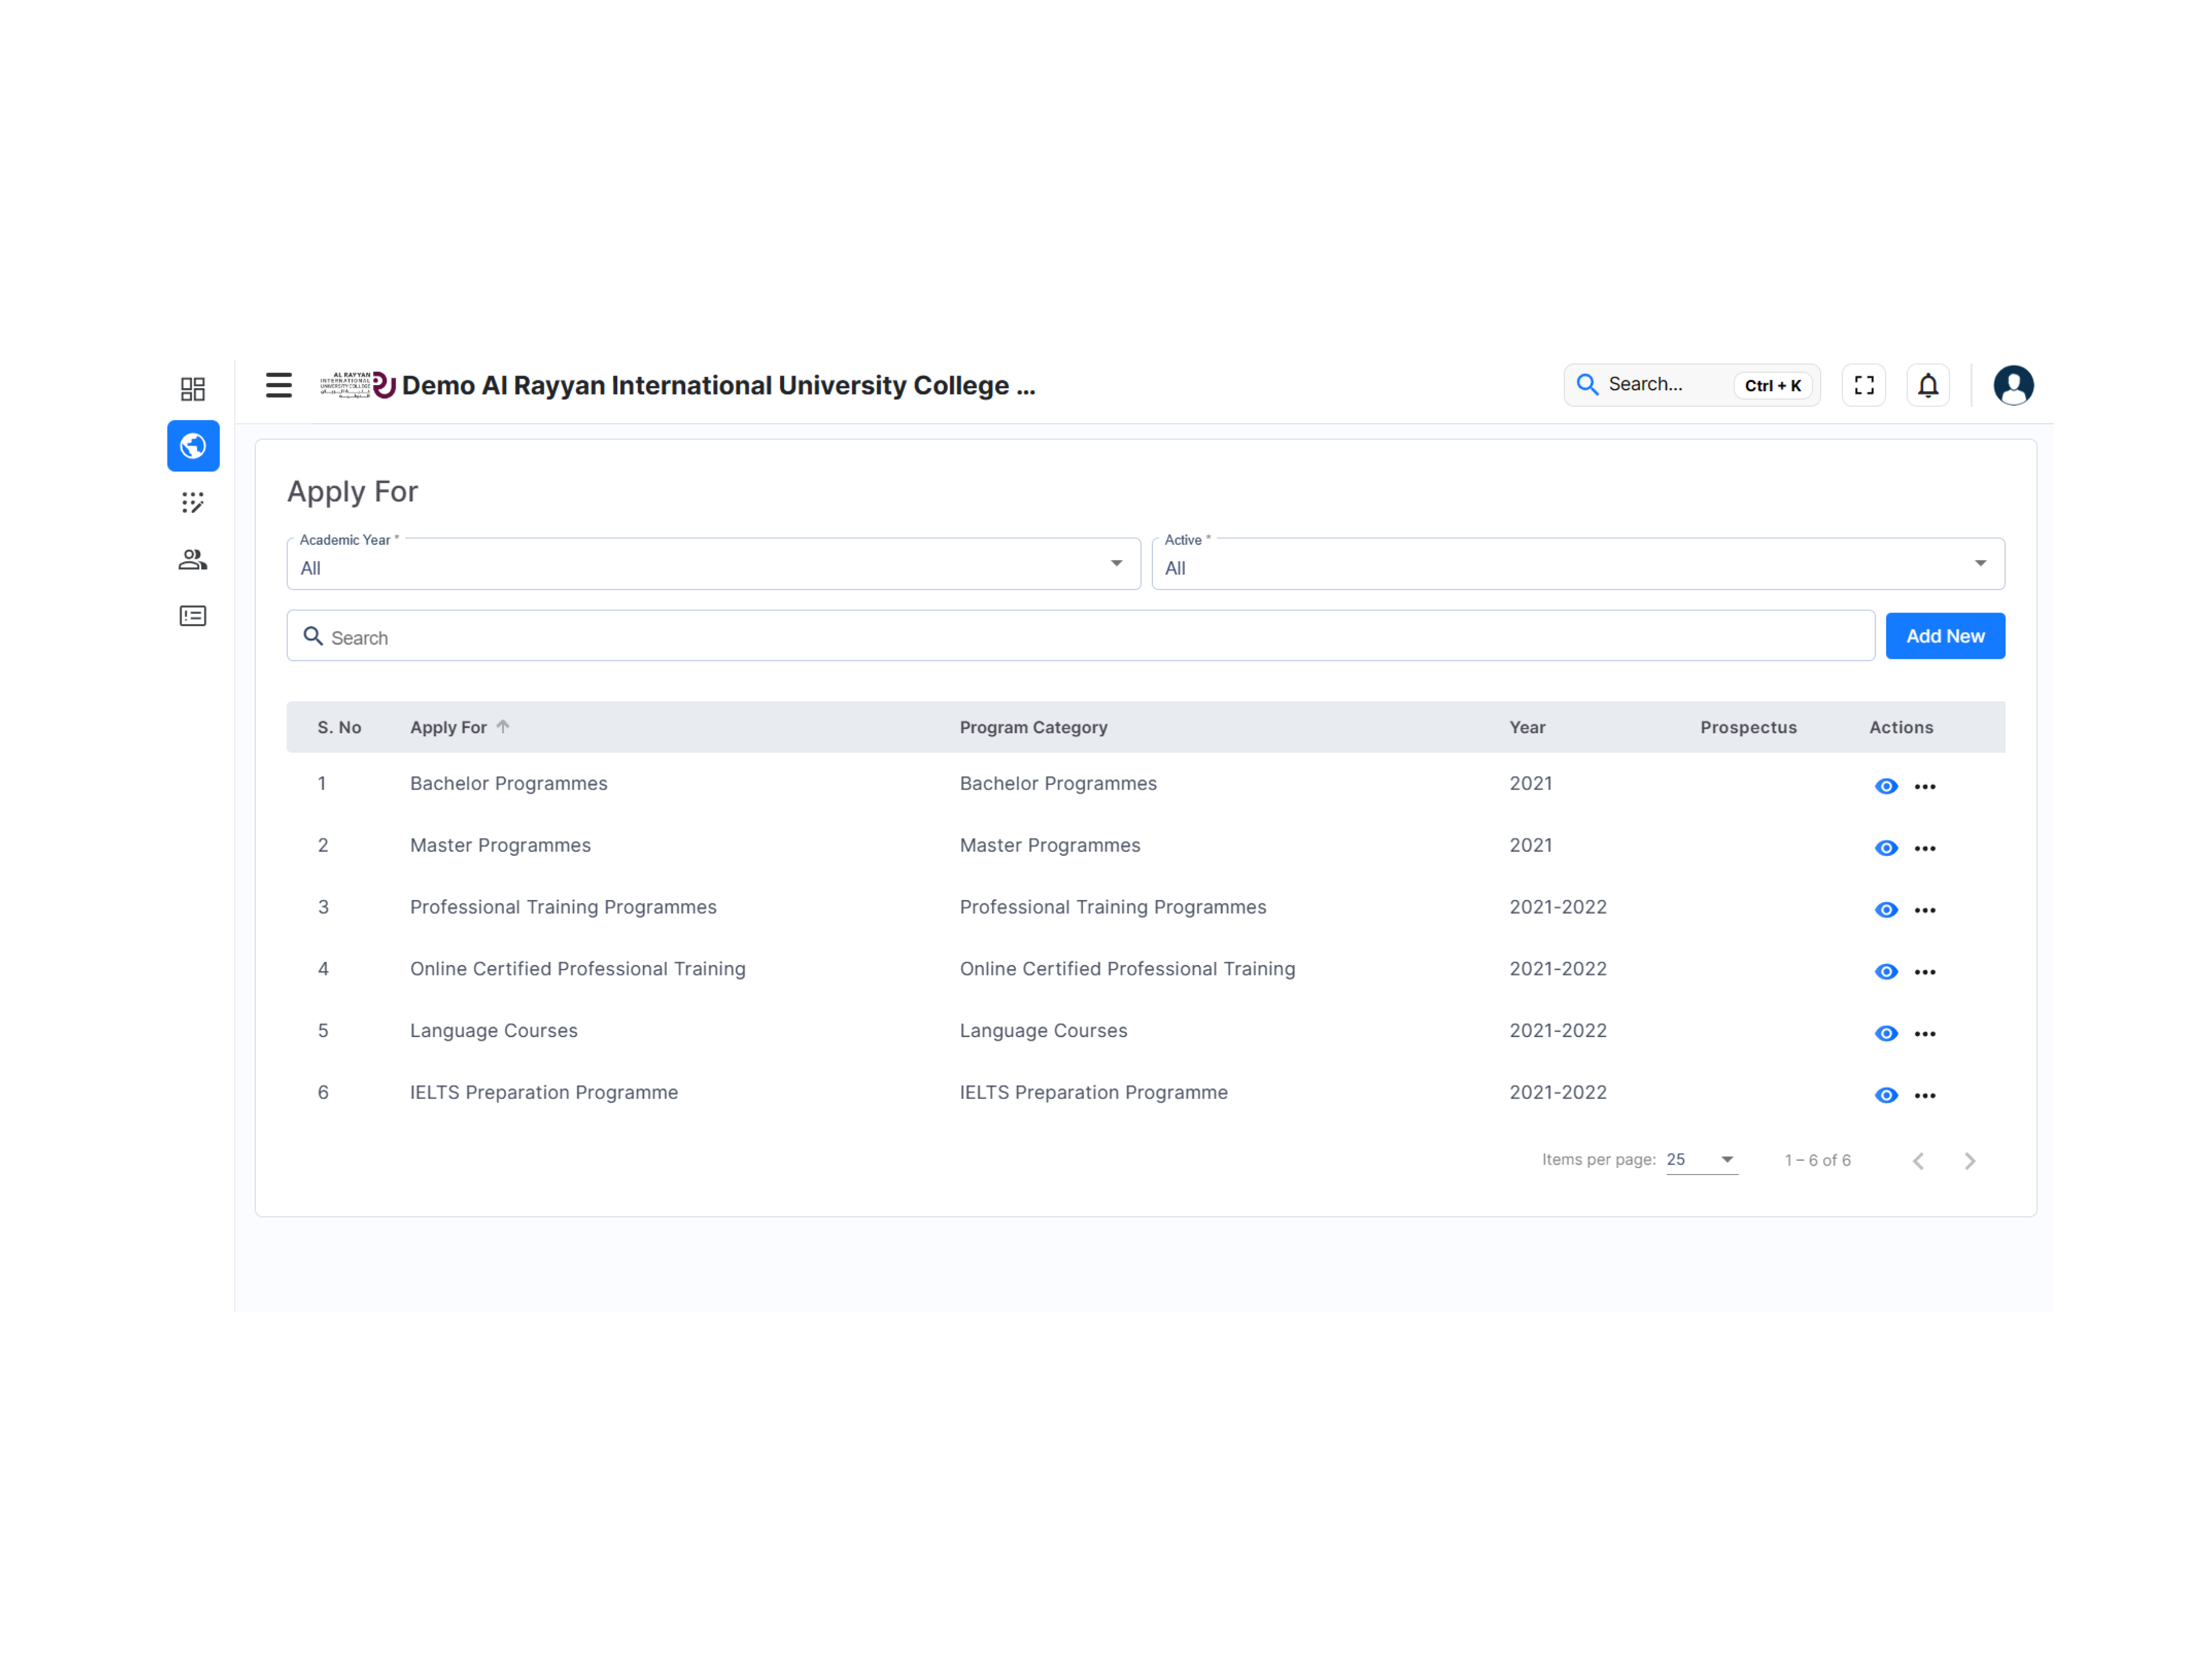 AL RAYYAN
INTERNATIONAL
UNIVERSITY COLLEGE
Demo Al Rayyan International University College ...
Search...
Ctrl + K
Apply For
Academic Year *
All
Active *
All
Search
Add New
S. No Apply For Program Category Year Prospectus Actions
1 Bachelor Programmes Bachelor Programmes 2021
2 Master Programmes Master Programmes 2021
3 Professional Training Programmes Professional Training Programmes 2021-2022
4 Online Certified Professional Training Online Certified Professional Training 2021-2022
5 Language Courses Language Courses 2021-2022
6 IELTS Preparation Programme IELTS Preparation Programme 2021-2022
Items per page: 25 1 – 6 of 6